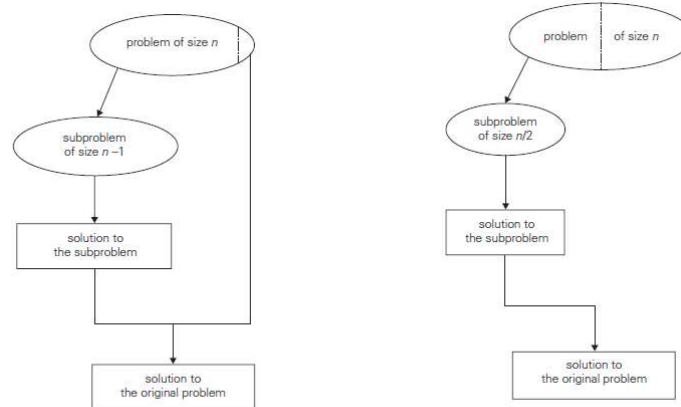 problem of size n
subproblem
of size n –1
solution to
the subproblem
solution to
the original problem
problem of size n
subproblem
of size n/2
solution to
the subproblem
solution to
the original problem